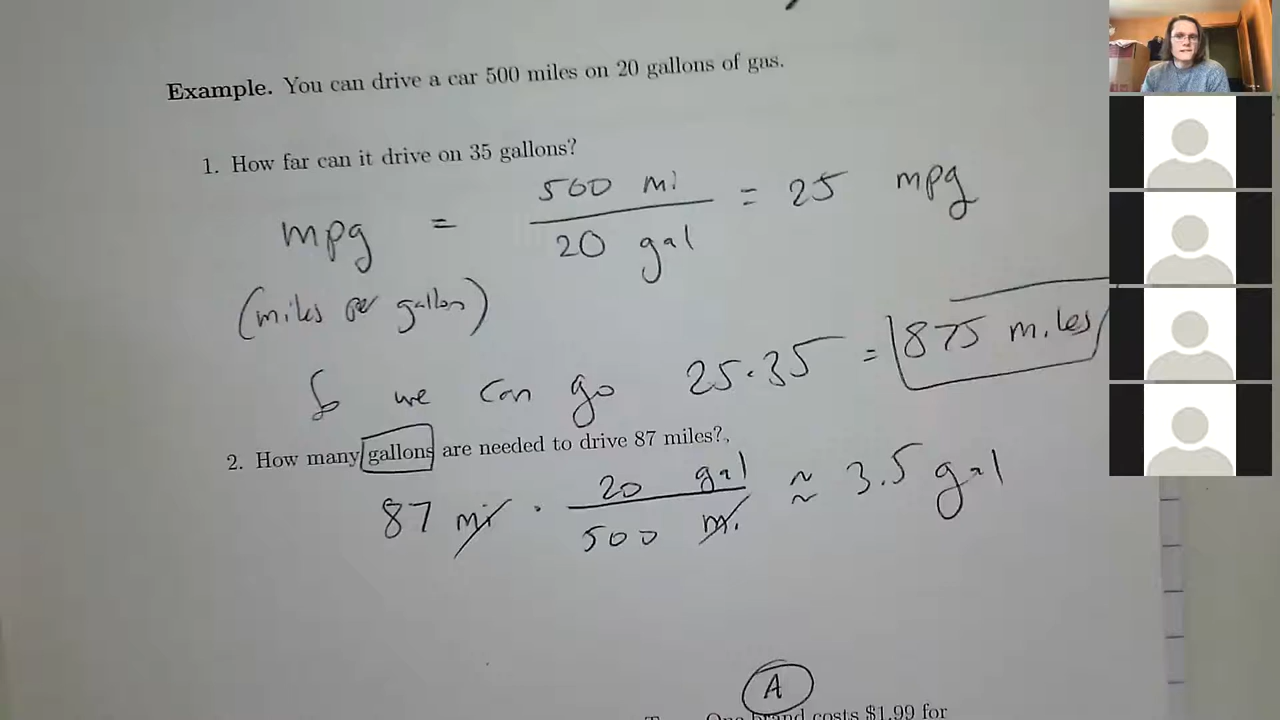 Example. You can drive a car 500 miles on 20 gallons of gas.
1. How far can it drive on 35 gallons?
mpg = 500 mi / 20 gal = 25 mpg
(miles per gallon)
So we can go 25·35 = 875 miles
2. How many gallons are needed to drive 87 miles?,
87 mi · 20 gal / 500 mi ≈ 3.5 gal
A
One brand costs $1.99 for